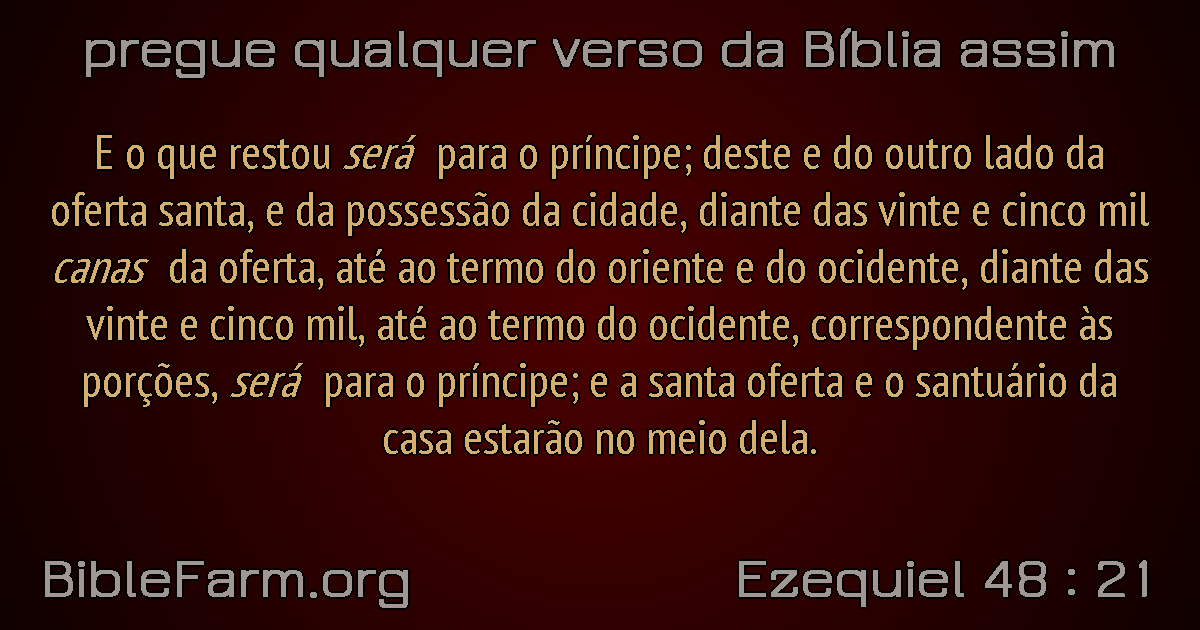 pregue qualquer verso da Bíblia assim
E o que restou será para o príncipe; deste e do outro lado da
oferta santa, e da possessão da cidade, diante das vinte e cinco mil
canas da oferta, até ao termo do oriente e do ocidente, diante das
vinte e cinco mil, até ao termo do ocidente, correspondente às
porções, será para o príncipe; e a santa oferta e o santuário da
casa estarão no meio dela.
BibleFarm.org
Ezequiel 48 : 21